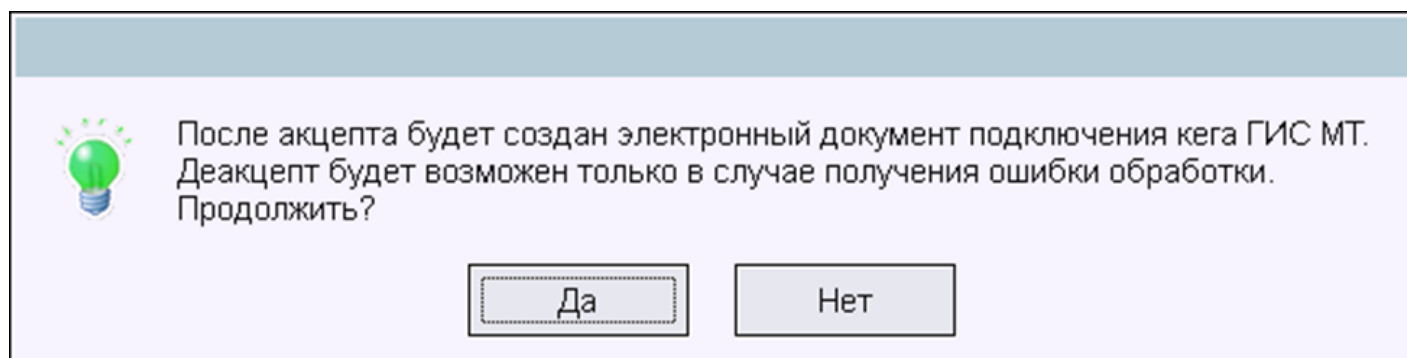 После акцепта будет создан электронный документ подключения кега ГИС МТ.
Деакцепт будет возможен только в случае получения ошибки обработки.
Продолжить?
Да
Нет